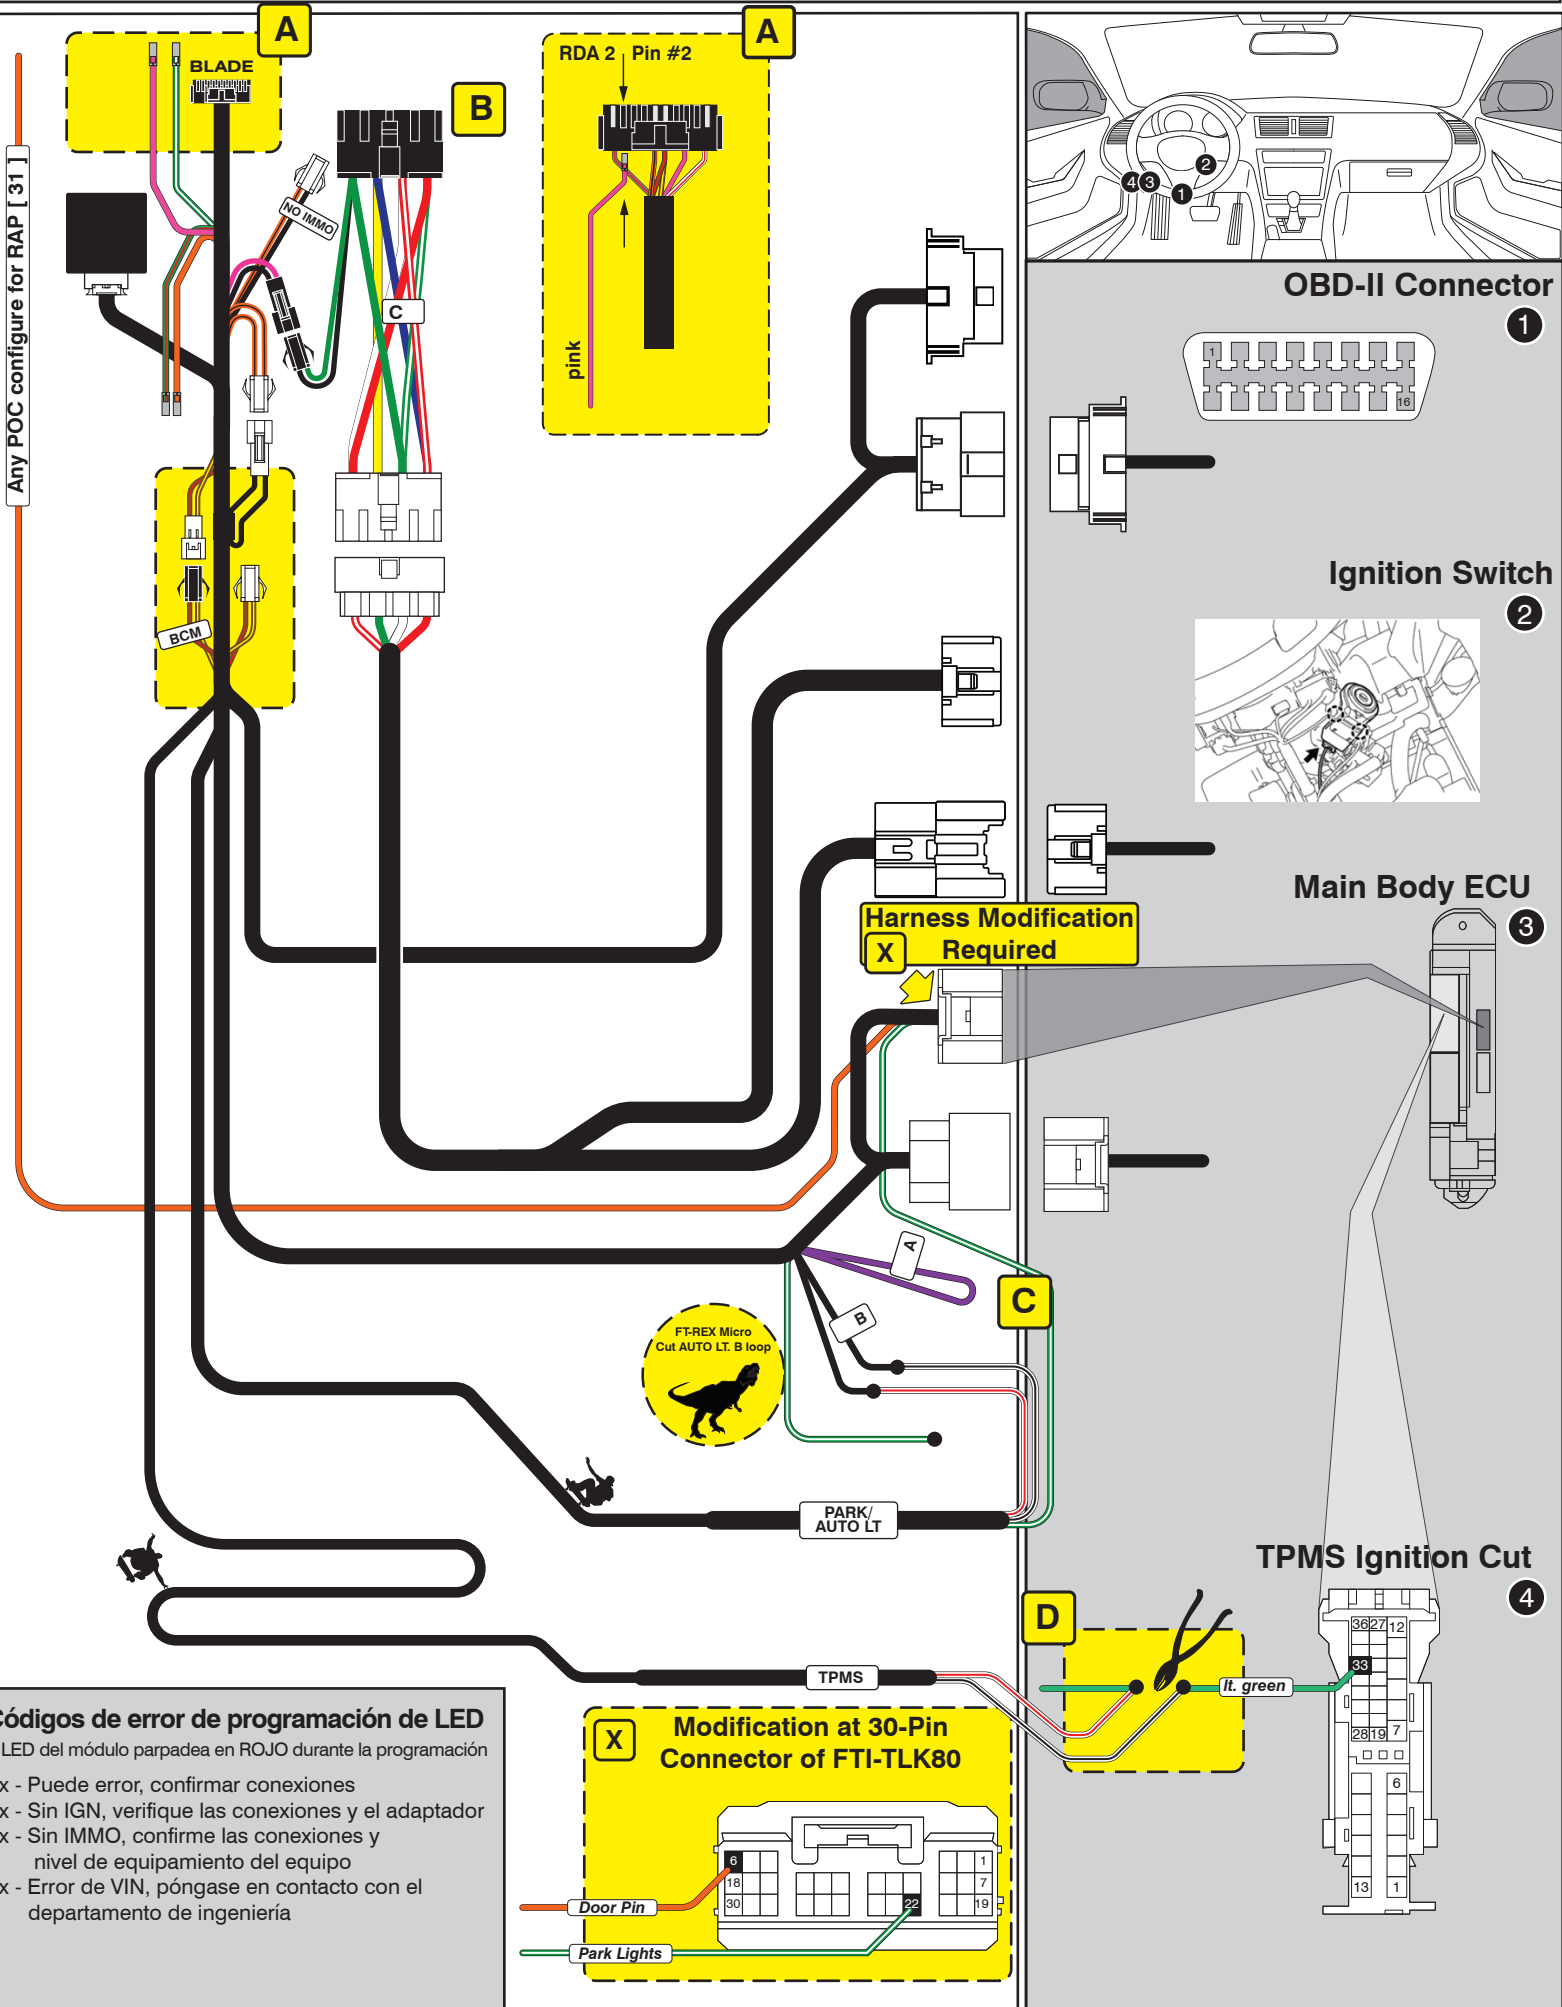 A
BLADE
B
A
RDA 2
Pin #2
pink
Any POC configure for RAP [ 31 ]
NO IMMO
C
BCM
2
4
3
1
OBD-II Connector
1
1
16
Ignition Switch
2
Main Body ECU
3
Harness Modification
Required
X
A
B
C
FT-REX Micro
Cut AUTO LT. B loop
PARK/
AUTO LT
TPMS Ignition Cut
4
D
TPMS
lt. green
36
27
12
33
28
19
7
6
13
1
Códigos de error de programación de LED
LED del módulo parpadea en ROJO durante la programación
x - Puede error, confirmar conexiones
x - Sin IGN, verifique las conexiones y el adaptador
x - Sin IMMO, confirme las conexiones y
nivel de equipamiento del equipo
x - Error de VIN, póngase en contacto con el
departamento de ingeniería
X
Modification at 30-Pin
Connector of FTI-TLK80
6
18
30
22
1
7
19
Door Pin
Park Lights